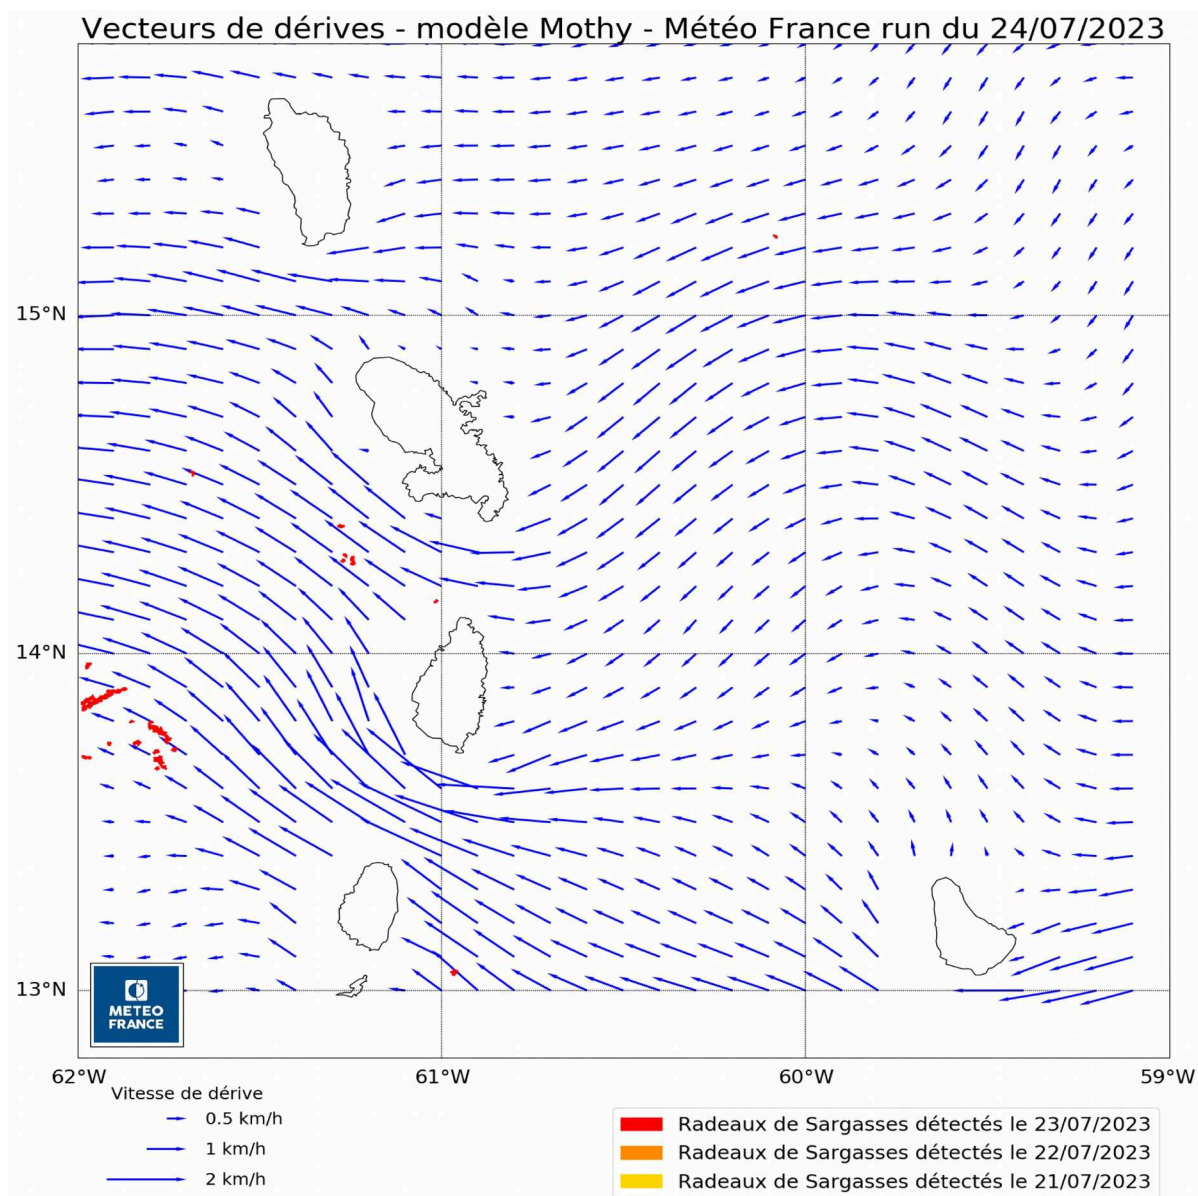 Vecteurs de dérives - modèle Mothy - Météo France run du 24/07/2023
15°N
14°N
13°N
METEO
FRANCE
62°W
61°W
60°W
59°W
Vitesse de dérive
0.5 km/h
1 km/h
2 km/h
Radeaux de Sargasses détectés le 23/07/2023
Radeaux de Sargasses détectés le 22/07/2023
Radeaux de Sargasses détectés le 21/07/2023